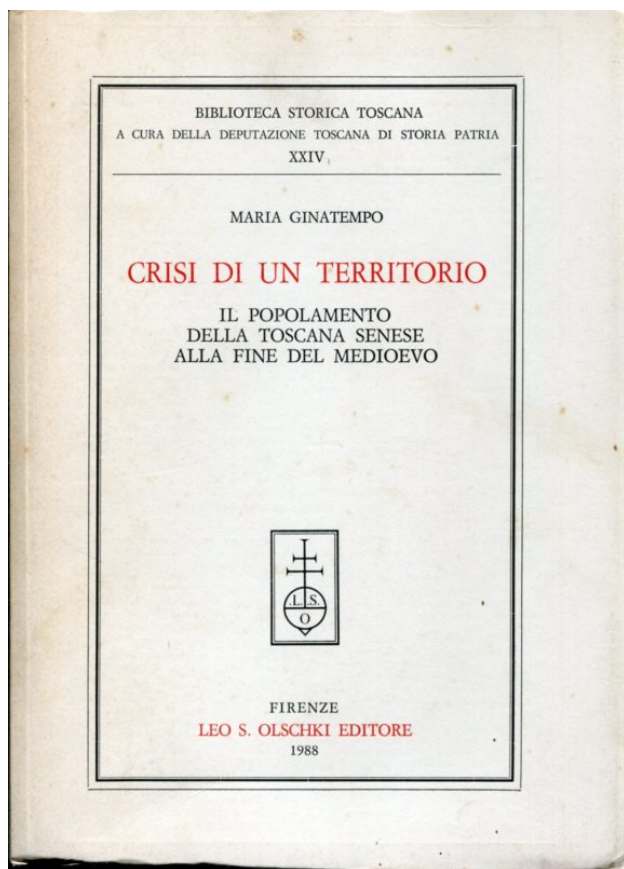 BIBLIOTECA STORICA TOSCANA
A CURA DELLA DEPUTAZIONE TOSCANA DI STORIA PATRIA
XXIV
MARIA GINATEMPO
CRISI DI UN TERRITORIO
IL POPOLAMENTO
DELLA TOSCANA SENESE
ALLA FINE DEL MEDIOEVO
.L. .S.
O
FIRENZE
LEO S. OLSCHKI EDITORE
1988